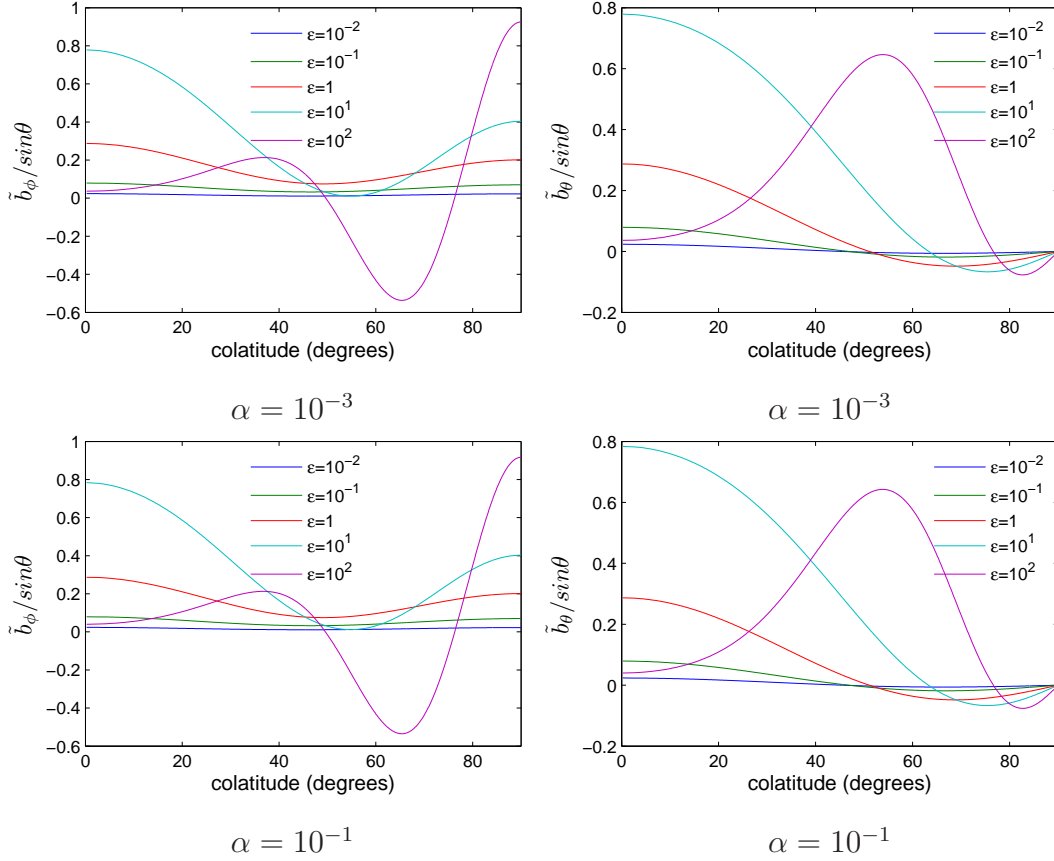 ε=10⁻²
ε=10⁻¹
ε=1
ε=10¹
ε=10²
1
0.8
0.6
0.4
0.2
0
−0.2
−0.4
−0.6
b̃_ϕ/sinθ
0 20 40 60 80
colatitude (degrees)
α = 10⁻³
ε=10⁻²
ε=10⁻¹
ε=1
ε=10¹
ε=10²
0.8
0.6
0.4
0.2
0
−0.2
b̃_θ/sinθ
0 20 40 60 80
colatitude (degrees)
α = 10⁻³
ε=10⁻²
ε=10⁻¹
ε=1
ε=10¹
ε=10²
1
0.8
0.6
0.4
0.2
0
−0.2
−0.4
−0.6
b̃_ϕ/sinθ
0 20 40 60 80
colatitude (degrees)
α = 10⁻¹
ε=10⁻²
ε=10⁻¹
ε=1
ε=10¹
ε=10²
0.8
0.6
0.4
0.2
0
−0.2
b̃_θ/sinθ
0 20 40 60 80
colatitude (degrees)
α = 10⁻¹